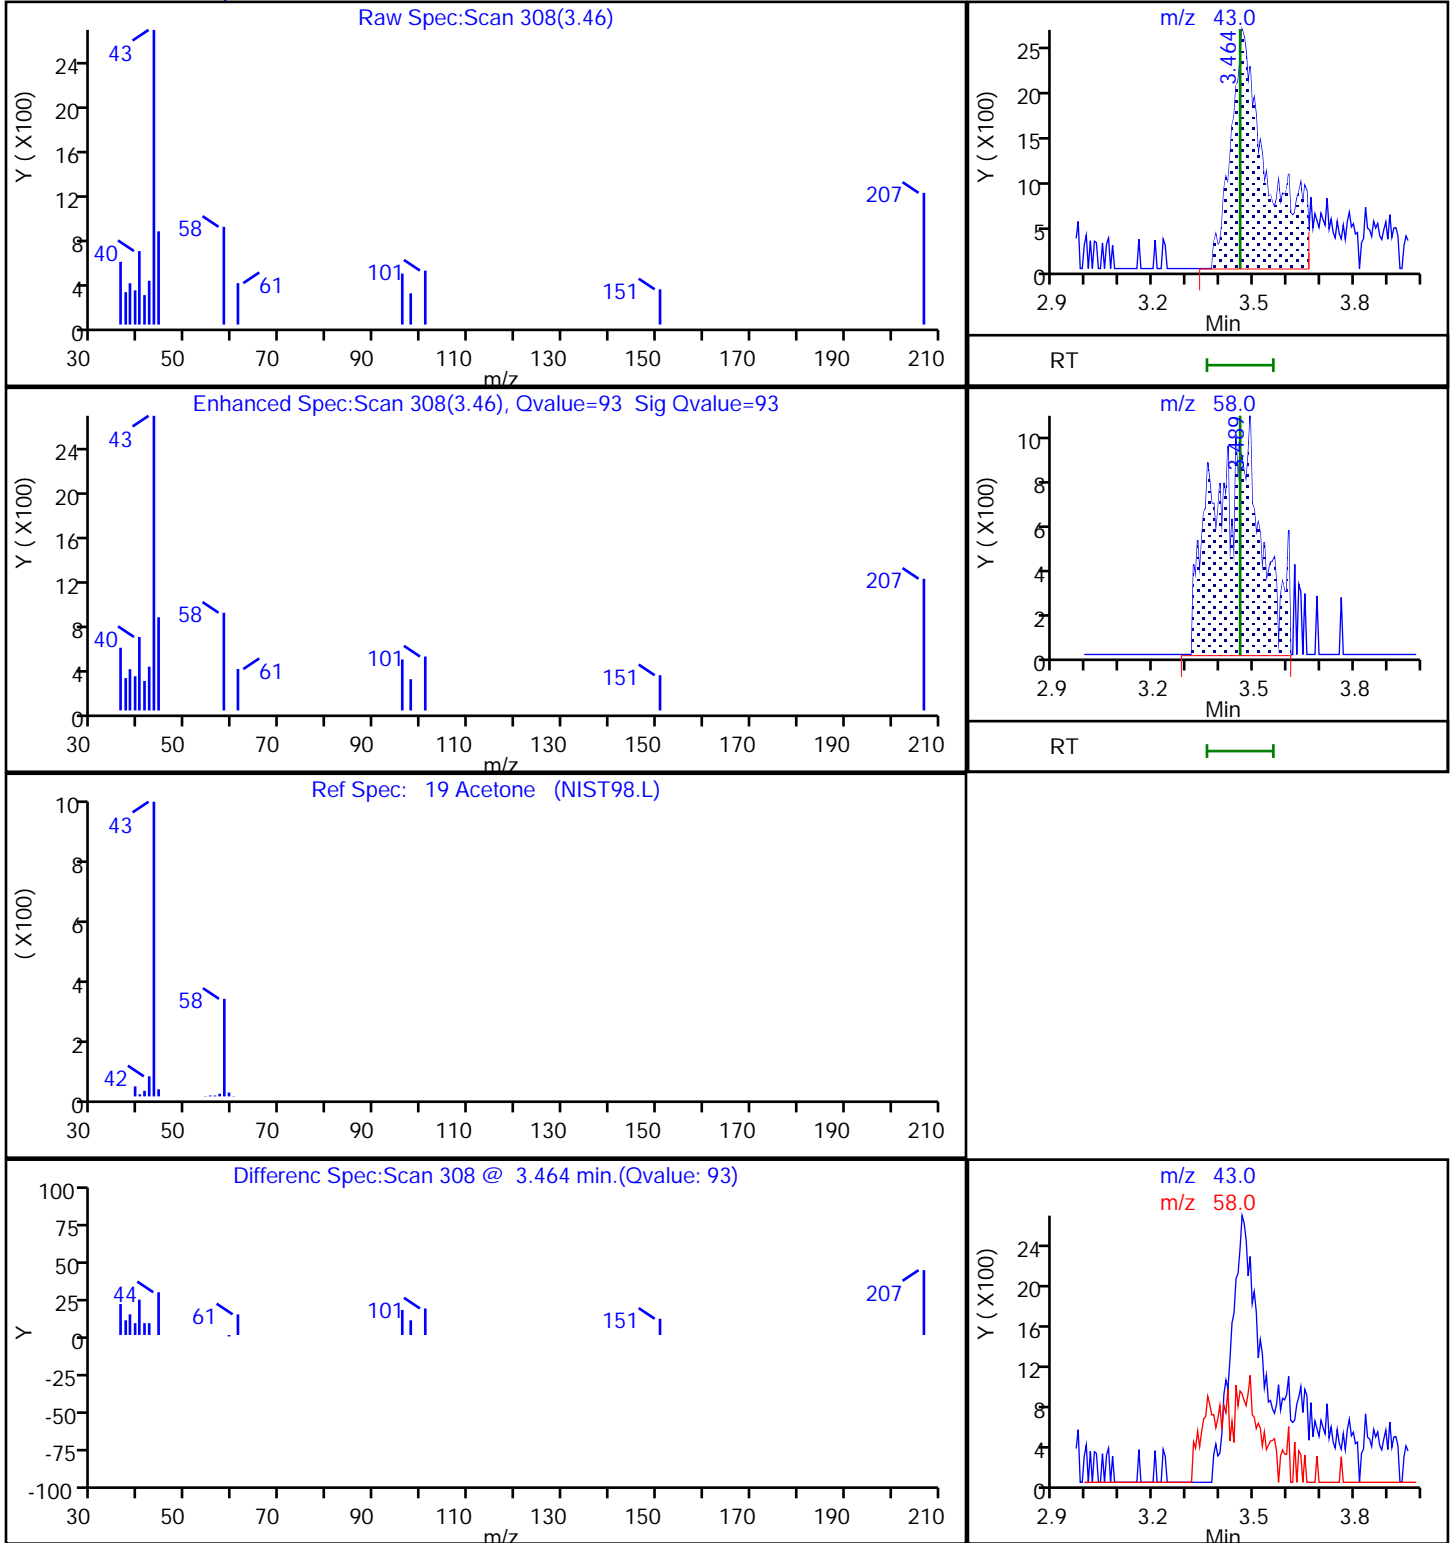 Raw Spec:Scan 308(3.46)
Y ( X100)
24
20
16
12
8
4
0
43
40
58
61
101
151
207
30 50 70 90 110 130 150 170 190 210
m/z
m/z 43.0
Y ( X100)
25
20
15
10
5
0
3.464
2.9 3.2 3.5 3.8
Min
RT
Enhanced Spec:Scan 308(3.46), Qvalue=93 Sig Qvalue=93
Y ( X100)
24
20
16
12
8
4
0
43
40
58
61
101
151
207
30 50 70 90 110 130 150 170 190 210
m/z
m/z 58.0
Y ( X100)
10
8
6
4
2
0
3.489
2.9 3.2 3.5 3.8
Min
RT
Ref Spec: 19 Acetone (NIST98.L)
( X100)
10
8
6
4
2
0
43
42
58
30 50 70 90 110 130 150 170 190 210
Differenc Spec:Scan 308 @ 3.464 min.(Qvalue: 93)
Y
100
75
50
25
0
-25
-50
-75
-100
44
61
101
151
207
30 50 70 90 110 130 150 170 190 210
m/z
m/z 43.0
m/z 58.0
Y ( X100)
24
20
16
12
8
4
0
2.9 3.2 3.5 3.8
Min